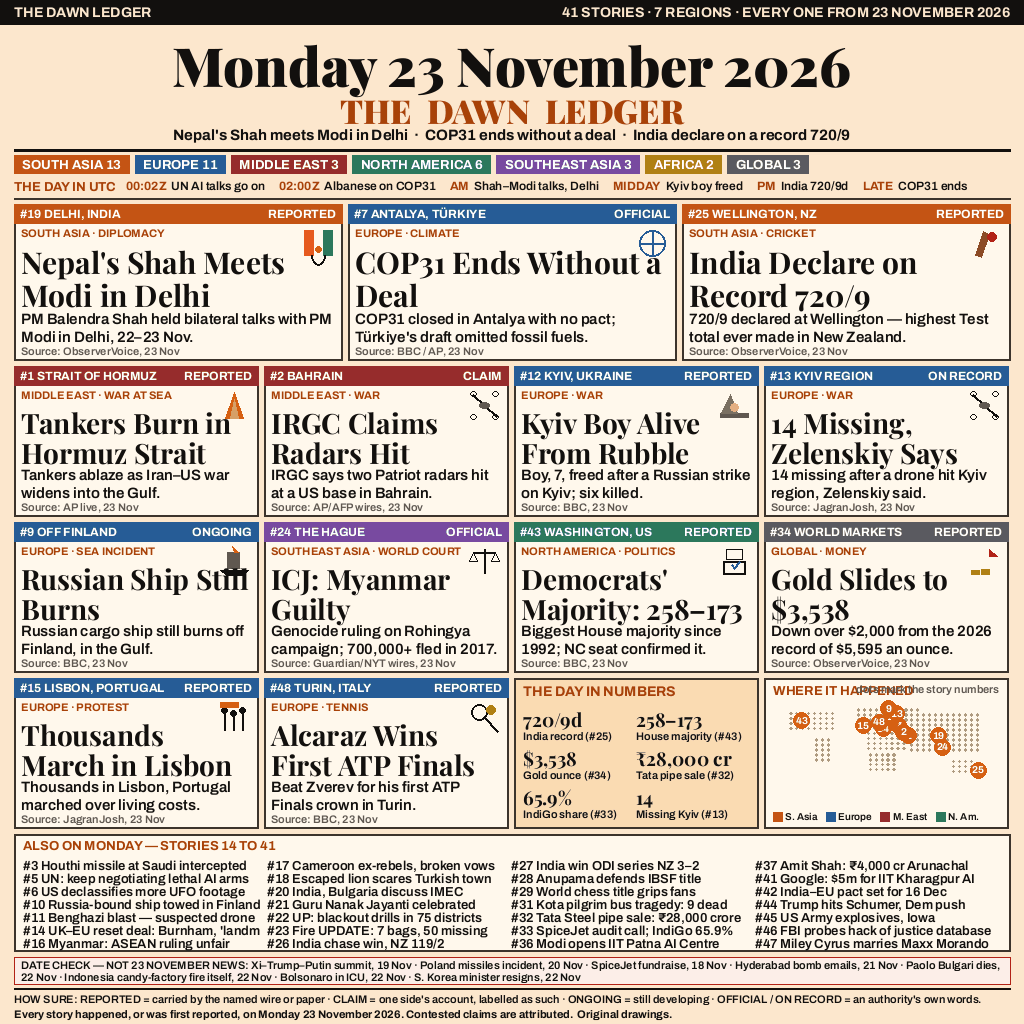 THE DAWN LEDGER
41 STORIES · 7 REGIONS · EVERY ONE FROM 23 NOVEMBER 2026
Monday 23 November 2026
THE DAWN LEDGER
Nepal's Shah meets Modi in Delhi · COP31 ends without a deal · India declare on a record 720/9
SOUTH ASIA 13 EUROPE 11 MIDDLE EAST 3 NORTH AMERICA 6 SOUTHEAST ASIA 3 AFRICA 2 GLOBAL 3
THE DAY IN UTC 00:02Z UN AI talks go on 02:00Z Albanese on COP31 AM Shah–Modi talks, Delhi MIDDAY Kyiv boy freed PM India 720/9d LATE COP31 ends
#19 DELHI, INDIA REPORTED
SOUTH ASIA · DIPLOMACY
Nepal's Shah Meets
Modi in Delhi
PM Balendra Shah held bilateral talks with PM
Modi in Delhi, 22–23 Nov.
Source: ObserverVoice, 23 Nov
#7 ANTALYA, TÜRKİYE OFFICIAL
EUROPE · CLIMATE
COP31 Ends Without a
Deal
COP31 closed in Antalya with no pact;
Türkiye's draft omitted fossil fuels.
Source: BBC / AP, 23 Nov
#25 WELLINGTON, NZ REPORTED
SOUTH ASIA · CRICKET
India Declare on
Record 720/9
720/9 declared at Wellington — highest Test
total ever made in New Zealand.
Source: ObserverVoice, 23 Nov
#1 STRAIT OF HORMUZ REPORTED
MIDDLE EAST · WAR AT SEA
Tankers Burn in
Hormuz Strait
Tankers ablaze as Iran–US war
widens into the Gulf.
Source: AP live, 23 Nov
#2 BAHRAIN CLAIM
MIDDLE EAST · WAR
IRGC Claims
Radars Hit
IRGC says two Patriot radars hit
at a US base in Bahrain.
Source: AP/AFP wires, 23 Nov
#12 KYIV, UKRAINE REPORTED
EUROPE · WAR
Kyiv Boy Alive
From Rubble
Boy, 7, freed after a Russian strike
on Kyiv; six killed.
Source: BBC, 23 Nov
#13 KYIV REGION ON RECORD
EUROPE · WAR
14 Missing,
Zelenskiy Says
14 missing after a drone hit Kyiv
region, Zelenskiy said.
Source: JagranJosh, 23 Nov
#9 OFF FINLAND ONGOING
EUROPE · SEA INCIDENT
Russian Ship Still
Burns
Russian cargo ship still burns off
Finland, in the Gulf.
Source: BBC, 23 Nov
#24 THE HAGUE OFFICIAL
SOUTHEAST ASIA · WORLD COURT
ICJ: Myanmar
Guilty
Genocide ruling on Rohingya
campaign; 700,000+ fled in 2017.
Source: Guardian/NYT wires, 23 Nov
#43 WASHINGTON, US REPORTED
NORTH AMERICA · POLITICS
Democrats'
Majority: 258–173
Biggest House majority since
1992; NC seat confirmed it.
Source: BBC, 23 Nov
#34 WORLD MARKETS REPORTED
GLOBAL · MONEY
Gold Slides to
$3,538
Down over $2,000 from the 2026
record of $5,595 an ounce.
Source: ObserverVoice, 23 Nov
#15 LISBON, PORTUGAL REPORTED
EUROPE · PROTEST
Thousands
March in Lisbon
Thousands in Lisbon, Portugal
marched over living costs.
Source: JagranJosh, 23 Nov
#48 TURIN, ITALY REPORTED
EUROPE · TENNIS
Alcaraz Wins
First ATP Finals
Beat Zverev for his first ATP
Finals crown in Turin.
Source: BBC, 23 Nov
THE DAY IN NUMBERS
720/9d 258–173
India record (#25) House majority (#43)
$3,538 ₹28,000 cr
Gold ounce (#34) Tata pipe sale (#32)
65.9% 14
IndiGo share (#33) Missing Kyiv (#13)
WHERE IT HAPPENED
the story numbers
43 15 48 9 13 2 19 24 25
S. Asia Europe M. East N. Am.
ALSO ON MONDAY — STORIES 14 TO 41
#3 Houthi missile at Saudi intercepted
#5 UN: keep negotiating lethal AI arms
#6 US declassifies more UFO footage
#10 Russia-bound ship towed in Finland
#11 Benghazi blast — suspected drone
#14 UK–EU reset deal: Burnham, 'landm
#16 Myanmar: ASEAN ruling unfair
#17 Cameroon ex-rebels, broken vows
#18 Escaped lion scares Turkish town
#20 India, Bulgaria discuss IMEC
#21 Guru Nanak Jayanti celebrated
#22 UP: blackout drills in 75 districts
#23 Fire UPDATE: 7 bags, 50 missing
#26 India chase win, NZ 119/2
#27 India win ODI series NZ 3–2
#28 Anupama defends IBSF title
#29 World chess title grips fans
#31 Kota pilgrim bus tragedy: 9 dead
#32 Tata Steel pipe sale: ₹28,000 crore
#33 SpiceJet audit call; IndiGo 65.9%
#36 Modi opens IIT Patna AI Centre
#37 Amit Shah: ₹4,000 cr Arunachal
#41 Google: $5m for IIT Kharagpur AI
#42 India–EU pact set for 16 Dec
#44 Trump hits Schumer, Dem push
#45 US Army explosives, Iowa
#46 FBI probes hack of justice database
#47 Miley Cyrus marries Maxx Morando
DATE CHECK — NOT 23 NOVEMBER NEWS: Xi–Trump–Putin summit, 19 Nov · Poland missiles incident, 20 Nov · SpiceJet fundraise, 18 Nov · Hyderabad bomb emails, 21 Nov · Paolo Bulgari dies,
22 Nov · Indonesia candy-factory fire itself, 22 Nov · Bolsonaro in ICU, 22 Nov · S. Korea minister resigns, 22 Nov
HOW SURE: REPORTED = carried by the named wire or paper · CLAIM = one side's account, labelled as such · ONGOING = still developing · OFFICIAL / ON RECORD = an authority's own words.
Every story happened, or was first reported, on Monday 23 November 2026. Contested claims are attributed. Original drawings.